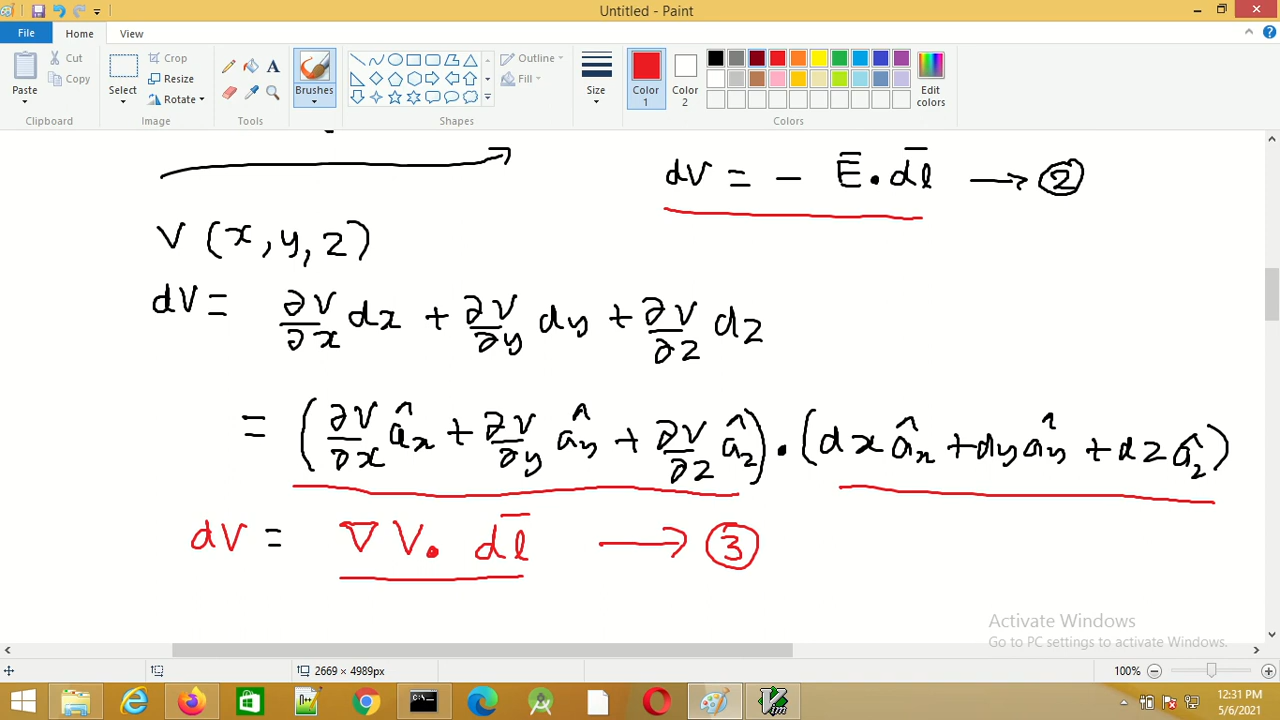 Untitled - Paint
File Home View
Paste Cut Copy Clipboard
Select Crop Resize Rotate Image
Tools
Brushes
Outline Fill Shapes
Size
Color 1 Color 2 Edit colors Colors
dV = - E̅ · d̅l̅ → ②
V (x, y, z)
dV = ∂V/∂x dx + ∂V/∂y dy + ∂V/∂z dz
= (∂V/∂x âx + ∂V/∂y ây + ∂V/∂z âz) · (dx âx + dy ây + dz âz)
dV = ∇V · d̅l̅ → ③
Activate Windows
Go to PC settings to activate Windows.
2669 × 4989px 100%
12:31 PM
5/6/2021